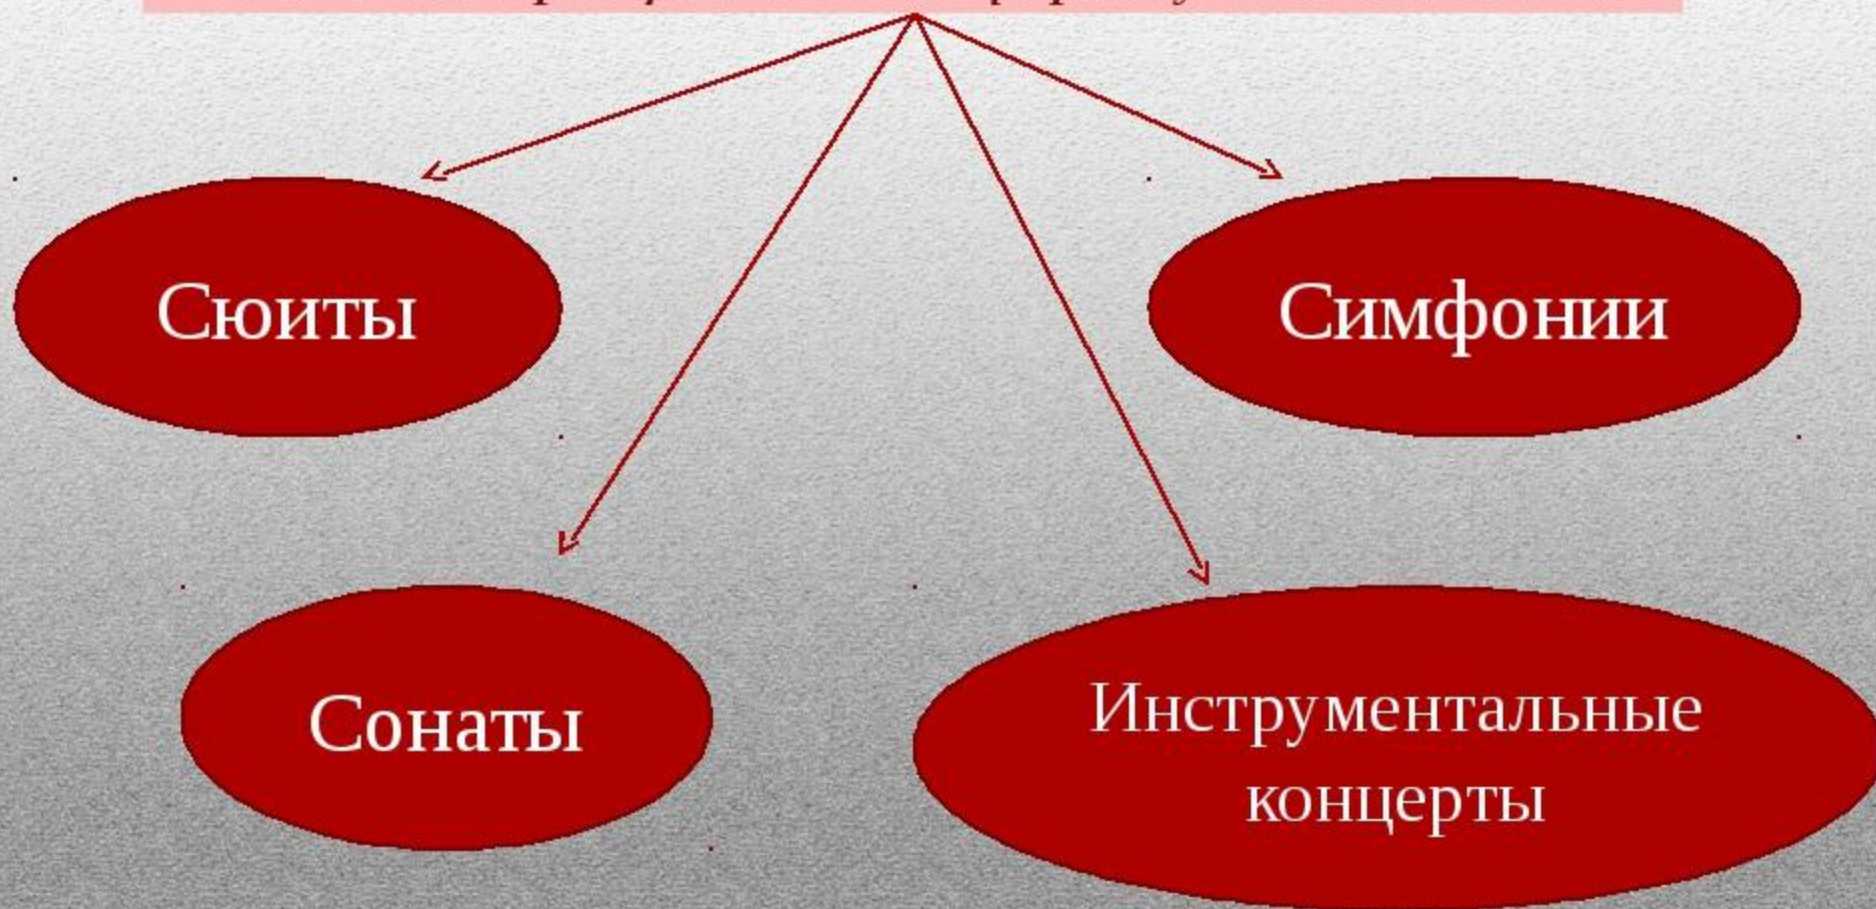 Сюиты
Симфонии
Сонаты
Инструментальные
концерты